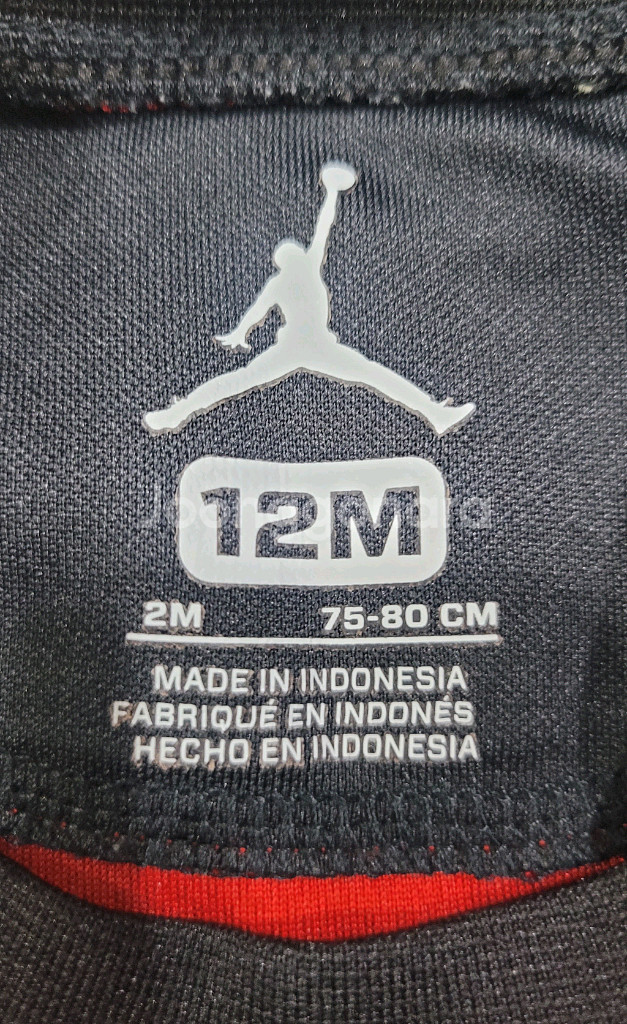 12M
2M 75-80 CM
MADE IN INDONESIA
FABRIQUÉ EN INDONÉS
HECHO EN INDONESIA